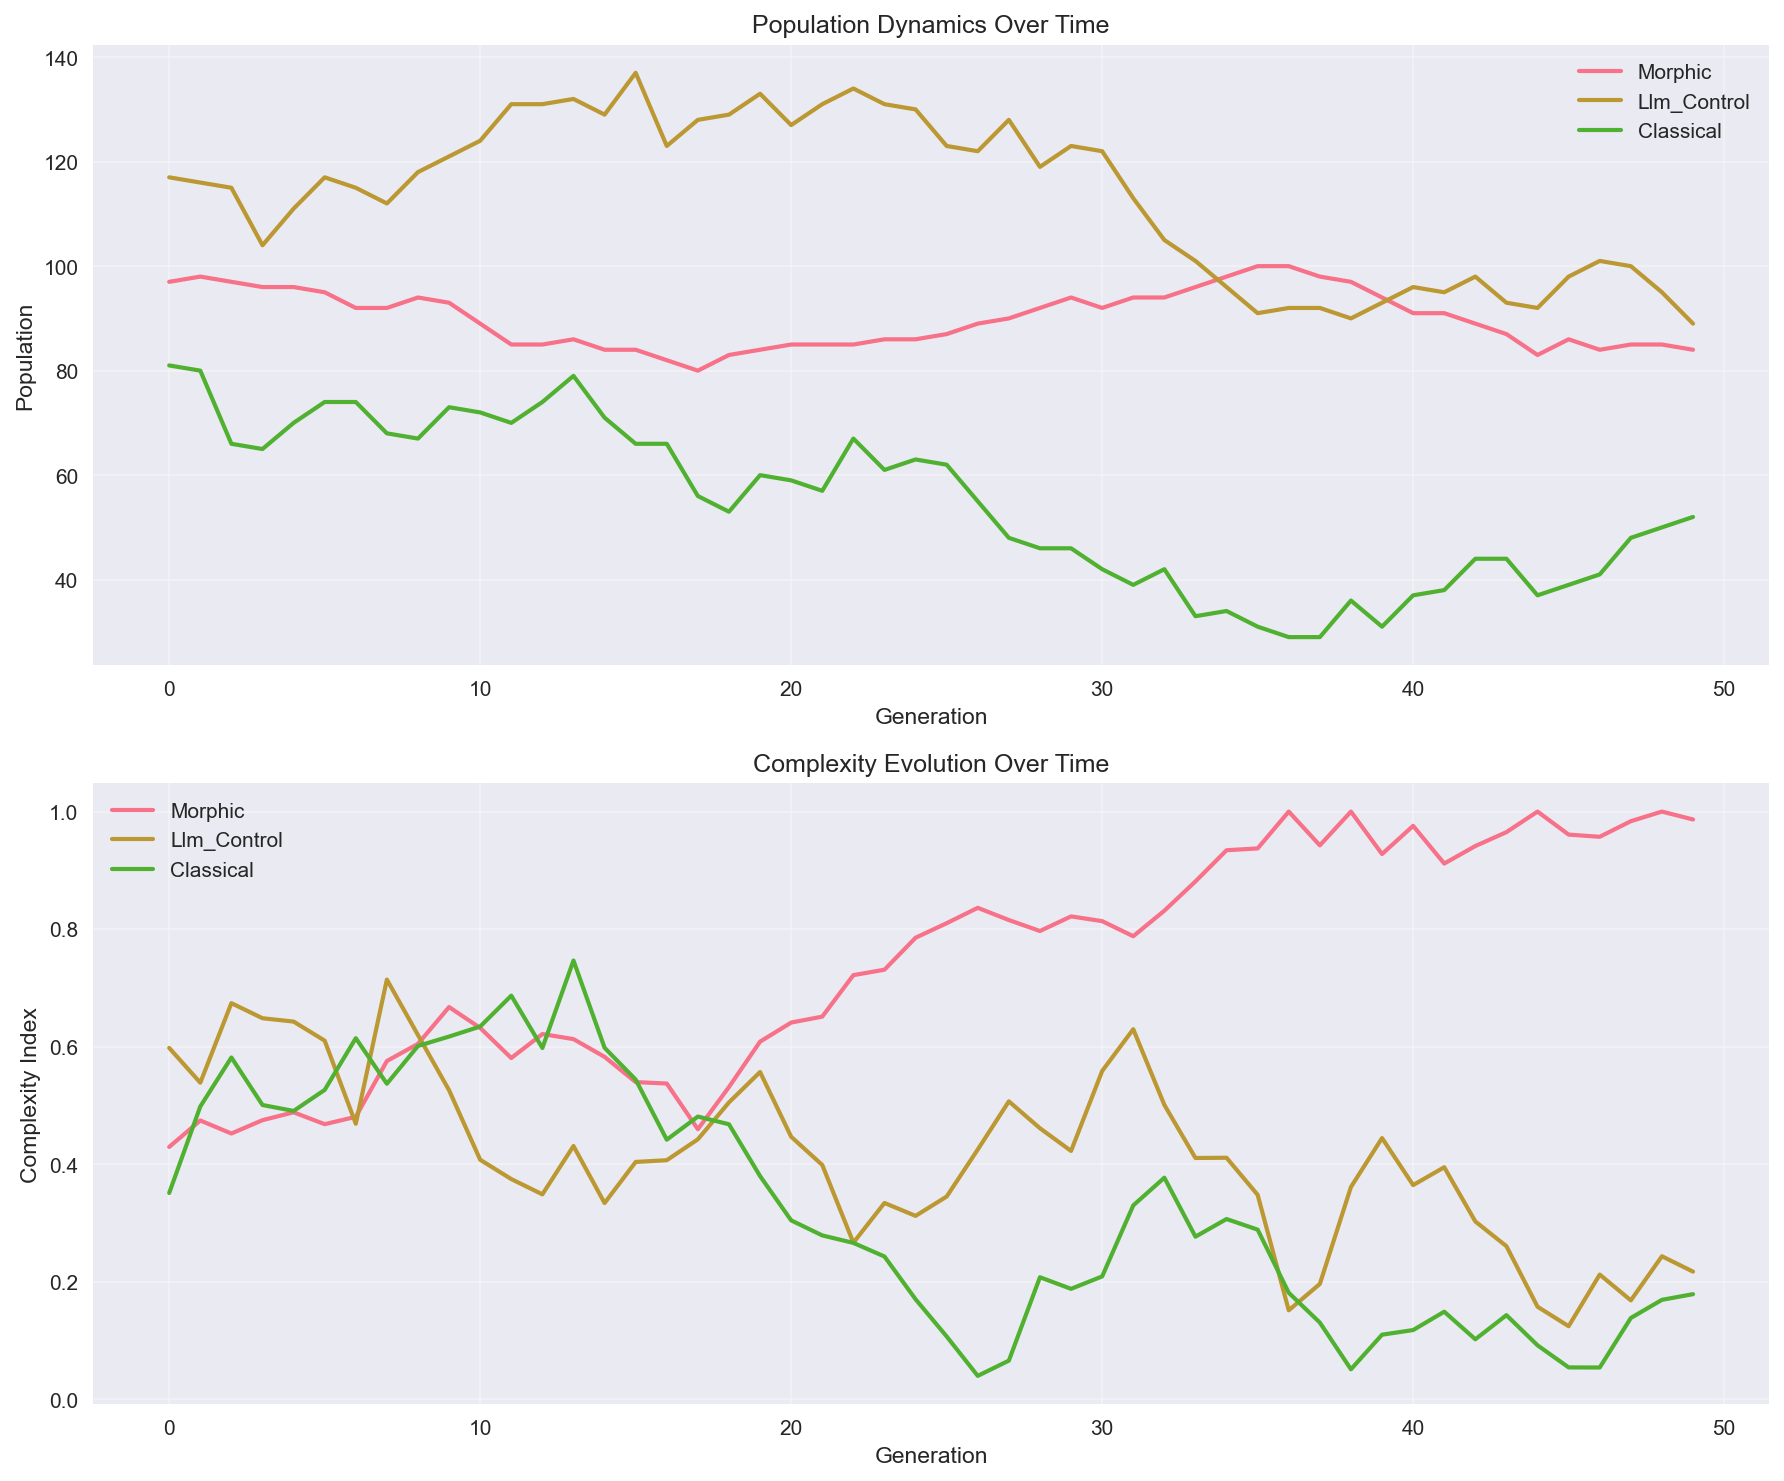 Population Dynamics Over Time
Morphic
Llm_Control
Classical
140
120
100
80
60
40
Population
0
10
20
30
40
50
Generation
Complexity Evolution Over Time
Morphic
Llm_Control
Classical
1.0
0.8
0.6
0.4
0.2
0.0
Complexity Index
0
10
20
30
40
50
Generation